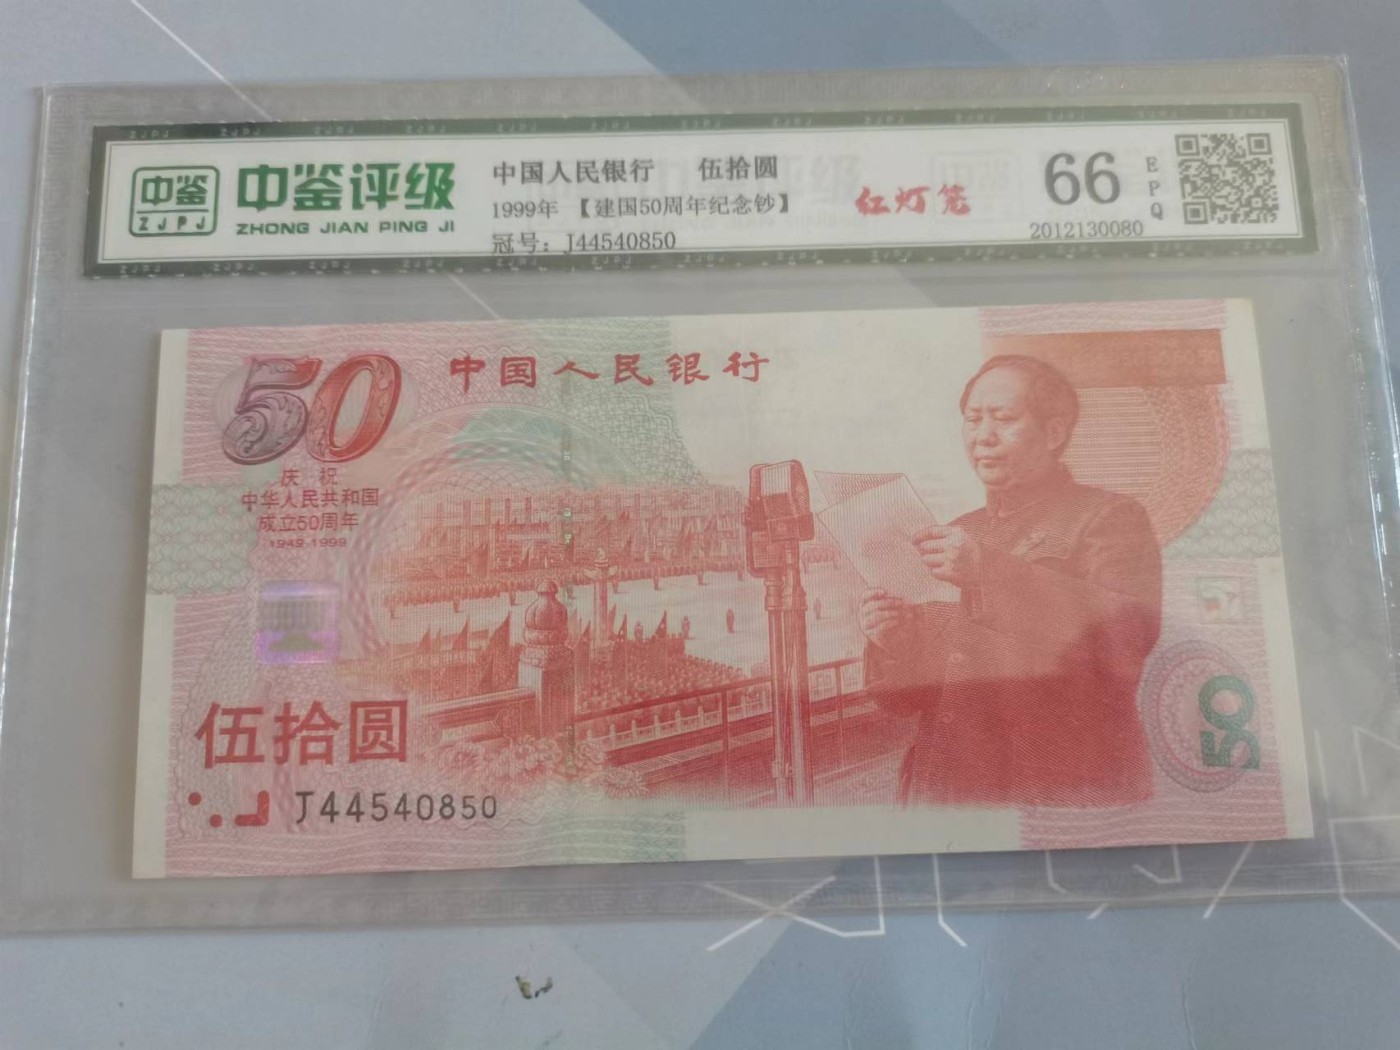 中鉴
ZJPJ
中鉴评级
ZHONG JIAN PING JI
中国人民银行 伍拾圆
1999年 【建国50周年纪念钞】
冠号：J44540850
红灯笼
66
EPQ
2012130080
50
中国人民银行
庆祝
中华人民共和国
成立50周年
1949-1999
伍拾圆
J44540850
50